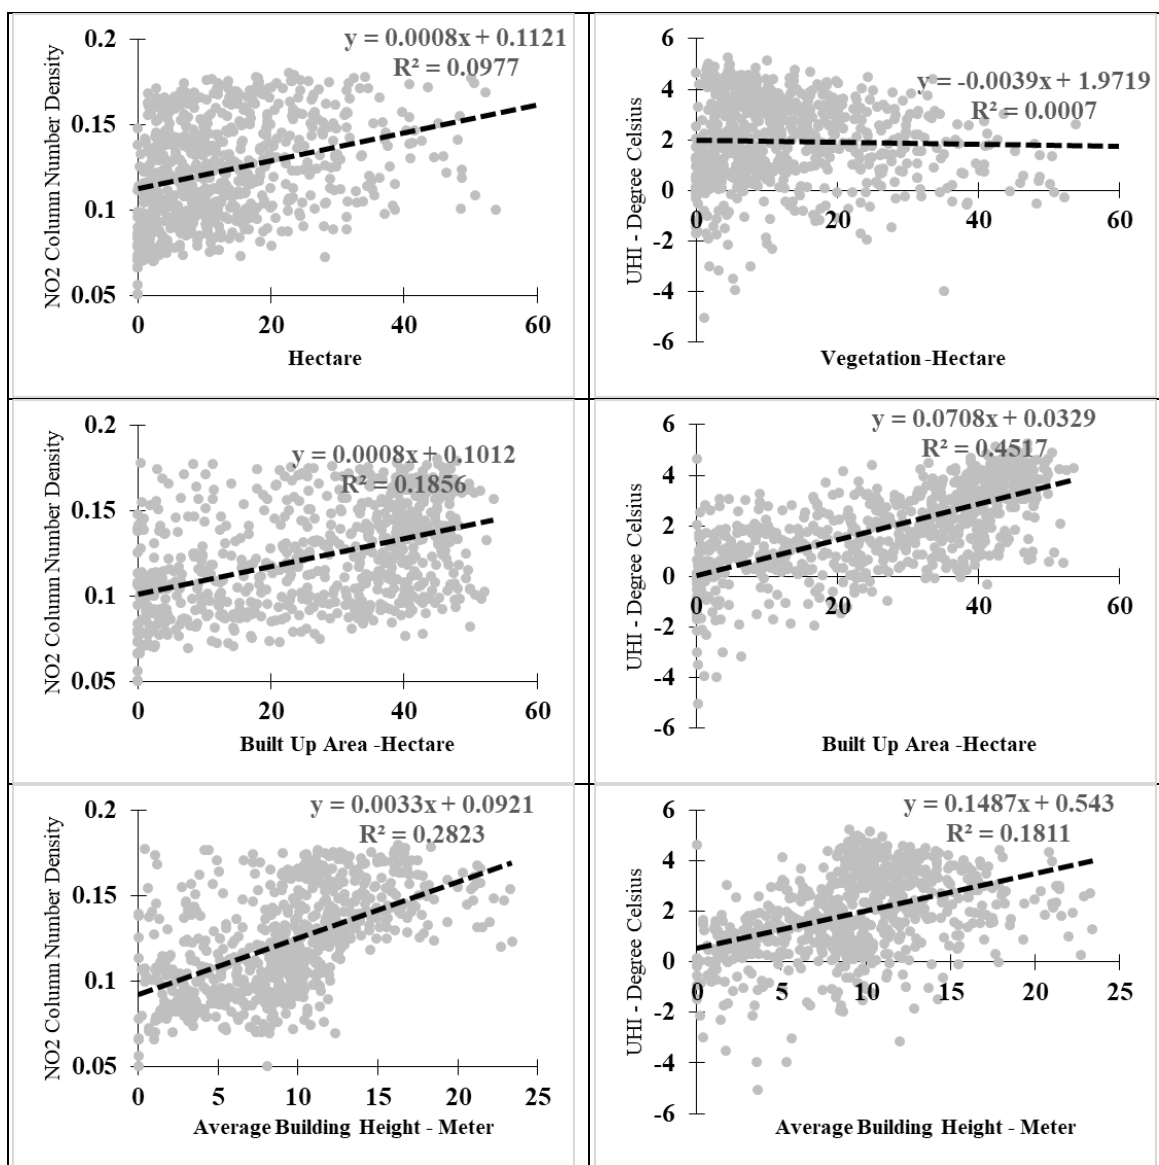 NO2 Column Number Density
0.2
0.15
0.1
0.05
y = 0.0008x + 0.1121
R² = 0.0977
0
20
40
60
Hectare
UHI - Degree Celsius
6
4
2
0
-2
-4
-6
y = -0.0039x + 1.9719
R² = 0.0007
0
20
40
60
Vegetation -Hectare
NO2 Column Number Density
0.2
0.15
0.1
0.05
y = 0.0008x + 0.1012
R² = 0.1856
0
20
40
60
Built Up Area -Hectare
UHI - Degree Celsius
6
4
2
0
-2
-4
-6
y = 0.0708x + 0.0329
R² = 0.4517
0
20
40
60
Built Up Area -Hectare
NO2 Column Number Density
0.2
0.15
0.1
0.05
y = 0.0033x + 0.0921
R² = 0.2823
0
5
10
15
20
25
Average Building Height - Meter
UHI - Degree Celsius
6
4
2
0
-2
-4
-6
y = 0.1487x + 0.543
R² = 0.1811
0
5
10
15
20
25
Average Building Height - Meter